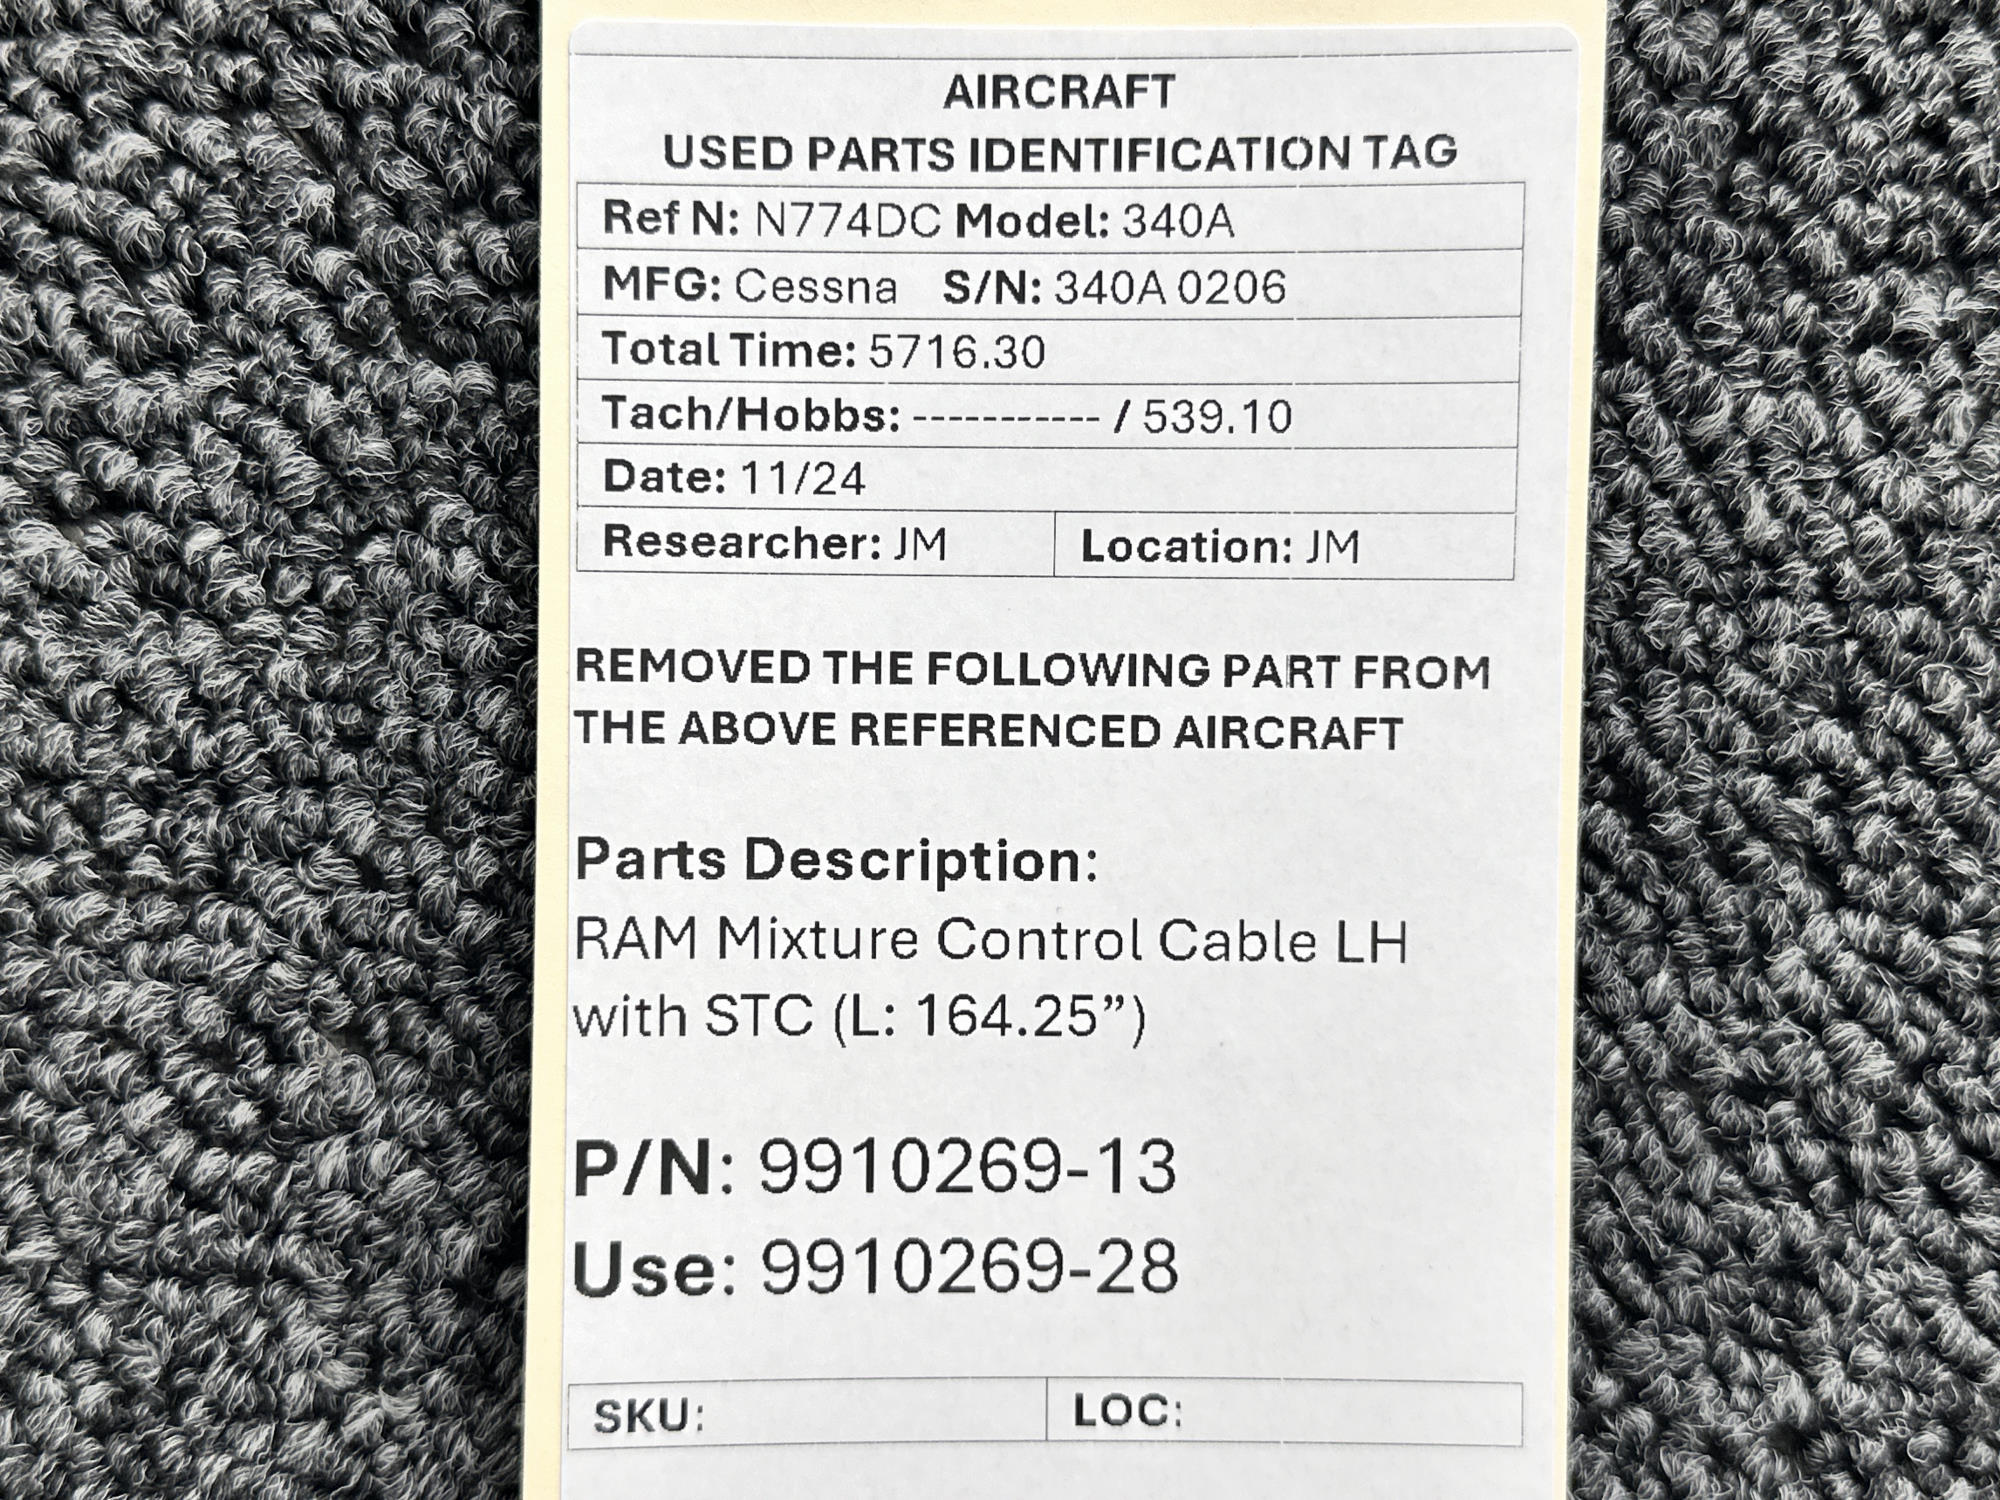 AIRCRAFT
USED PARTS IDENTIFICATION TAG
Ref N: N774DC Model: 340A
MFG: Cessna S/N: 340A 0206
Total Time: 5716.30
Tach/Hobbs: ----------- / 539.10
Date: 11/24
Researcher: JM Location: JM
REMOVED THE FOLLOWING PART FROM
THE ABOVE REFERENCED AIRCRAFT
Parts Description:
RAM Mixture Control Cable LH
with STC (L: 164.25”)
P/N: 9910269-13
Use: 9910269-28
SKU: LOC: